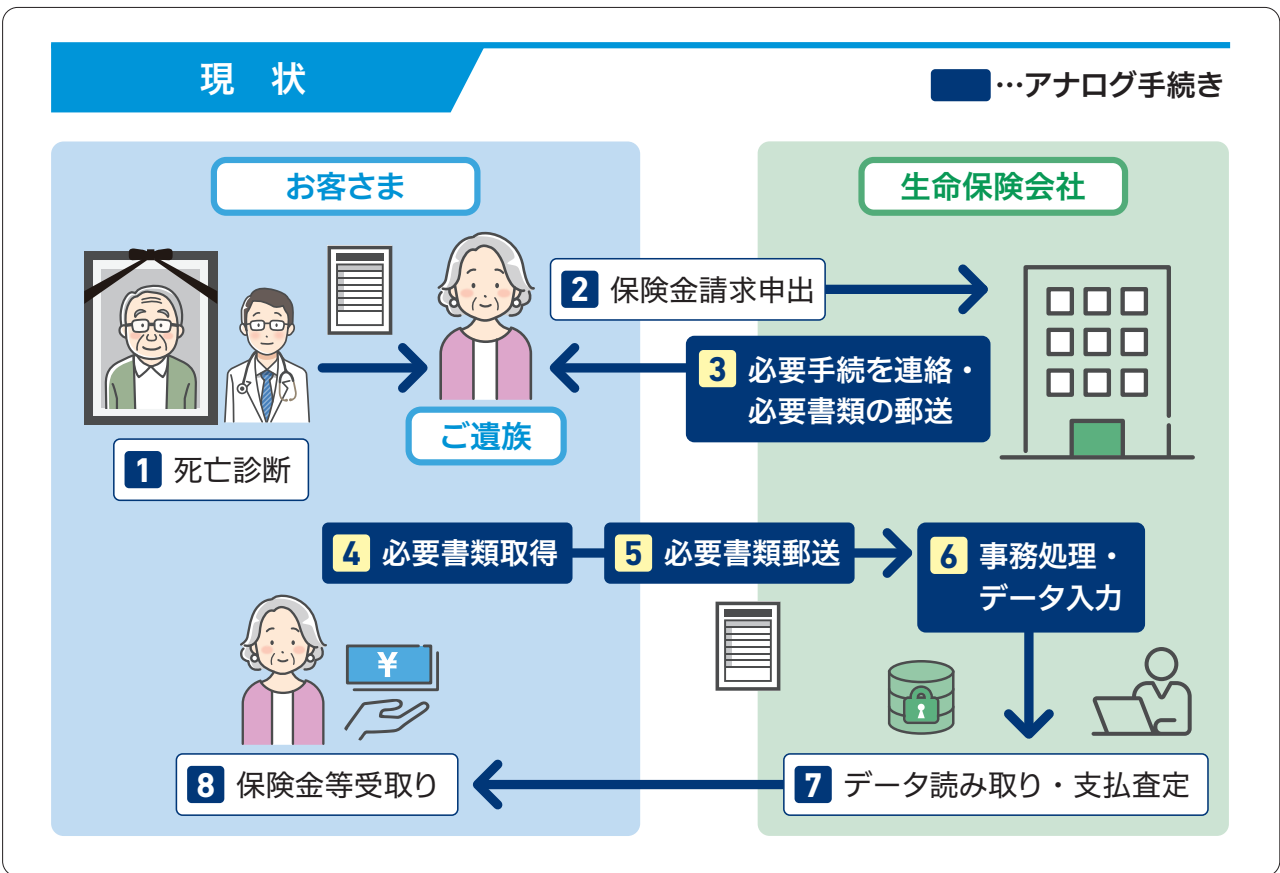 現 状
…アナログ手続き
お客さま
生命保険会社
2 保険金請求申出
3 必要手続を連絡・
必要書類の郵送
ご遺族
1 死亡診断
4 必要書類取得
5 必要書類郵送
6 事務処理・
データ入力
¥
8 保険金等受取り
7 データ読み取り・支払査定